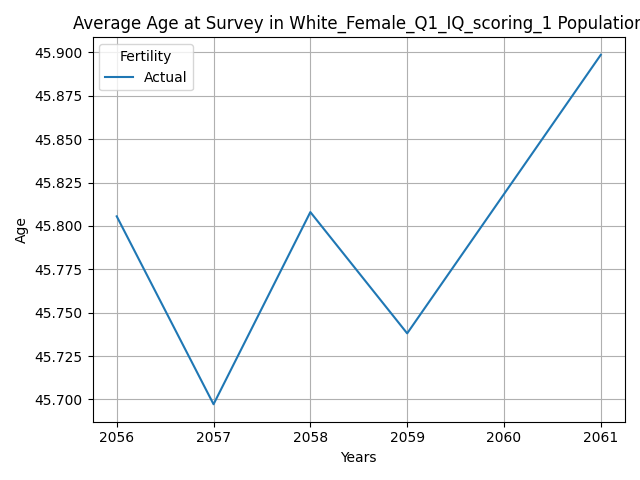 Average Age at Survey in White_Female_Q1_IQ_scoring_1 Population
Fertility
Actual
45.900
45.875
45.850
45.825
45.800
45.775
45.750
45.725
45.700
Age
2056 2057 2058 2059 2060 2061
Years